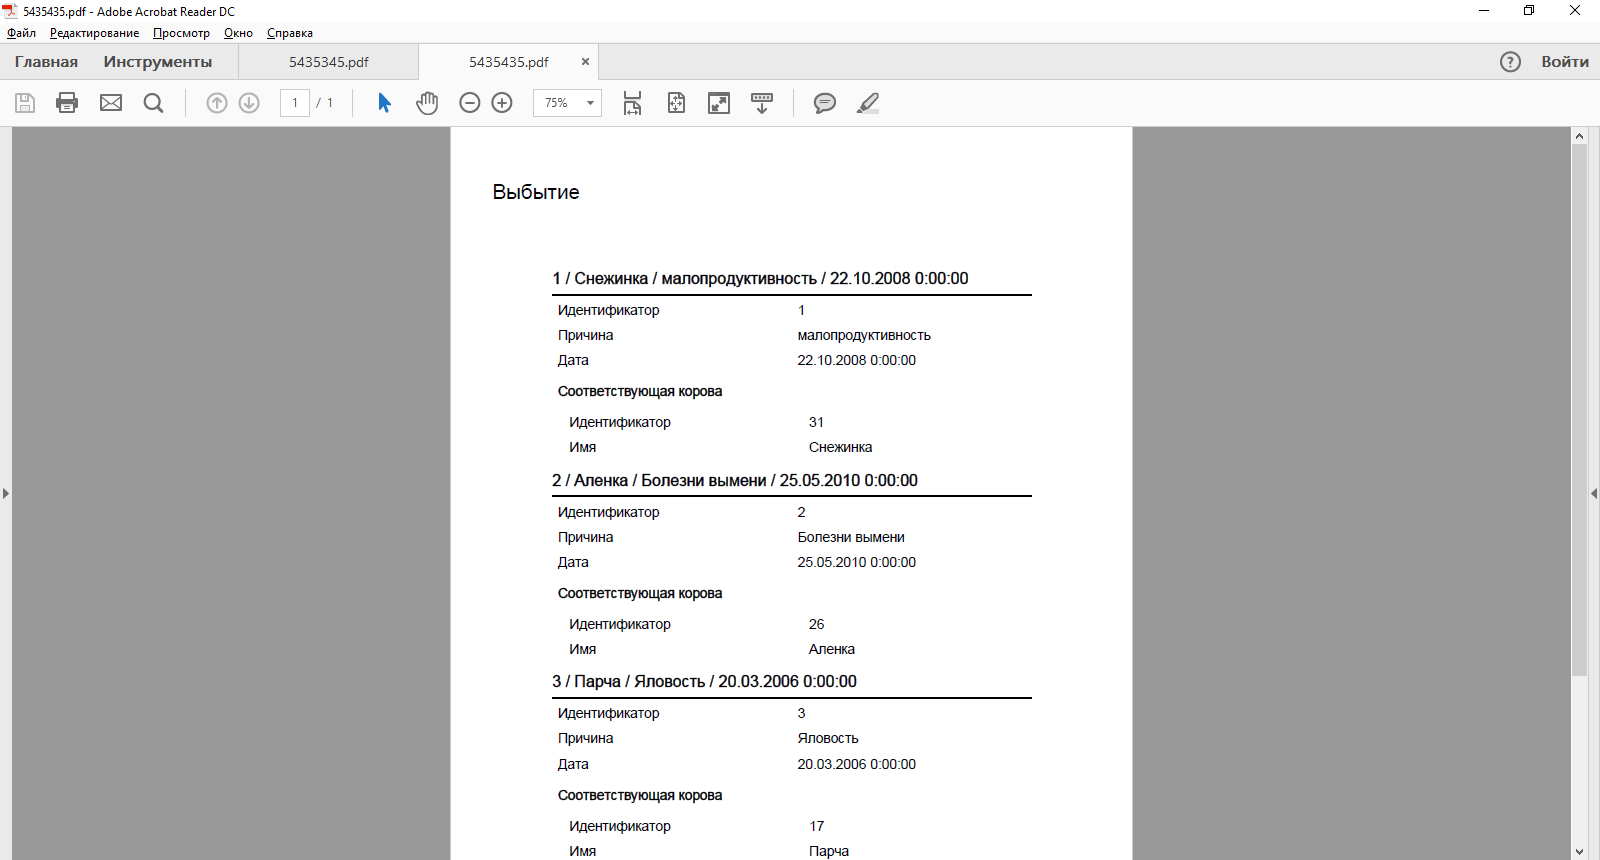 5435435.pdf - Adobe Acrobat Reader DC
Файл Редактирование Просмотр Окно Справка
Главная Инструменты 5435345.pdf 5435435.pdf × ? Войти
1 / 1 75%
Выбытие
1 / Снежинка / малопродуктивность / 22.10.2008 0:00:00
Идентификатор 1
Причина малопродуктивность
Дата 22.10.2008 0:00:00
Соответствующая корова
Идентификатор 31
Имя Снежинка
2 / Аленка / Болезни вымени / 25.05.2010 0:00:00
Идентификатор 2
Причина Болезни вымени
Дата 25.05.2010 0:00:00
Соответствующая корова
Идентификатор 26
Имя Аленка
3 / Парча / Яловость / 20.03.2006 0:00:00
Идентификатор 3
Причина Яловость
Дата 20.03.2006 0:00:00
Соответствующая корова
Идентификатор 17
Имя Парча